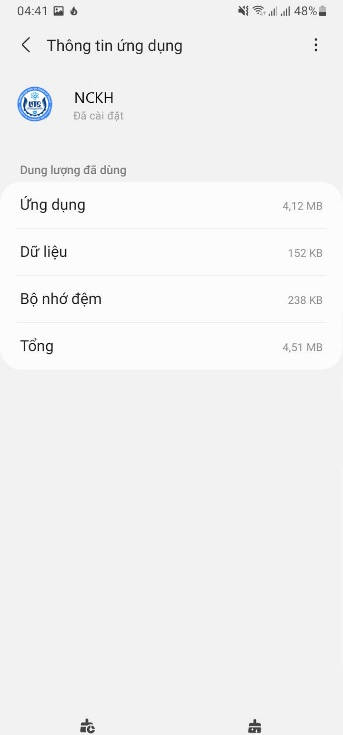 04:41 48%
Thông tin ứng dụng
NCKH
Đã cài đặt
Dung lượng đã dùng
Ứng dụng 4,12 MB
Dữ liệu 152 KB
Bộ nhớ đệm 238 KB
Tổng 4,51 MB